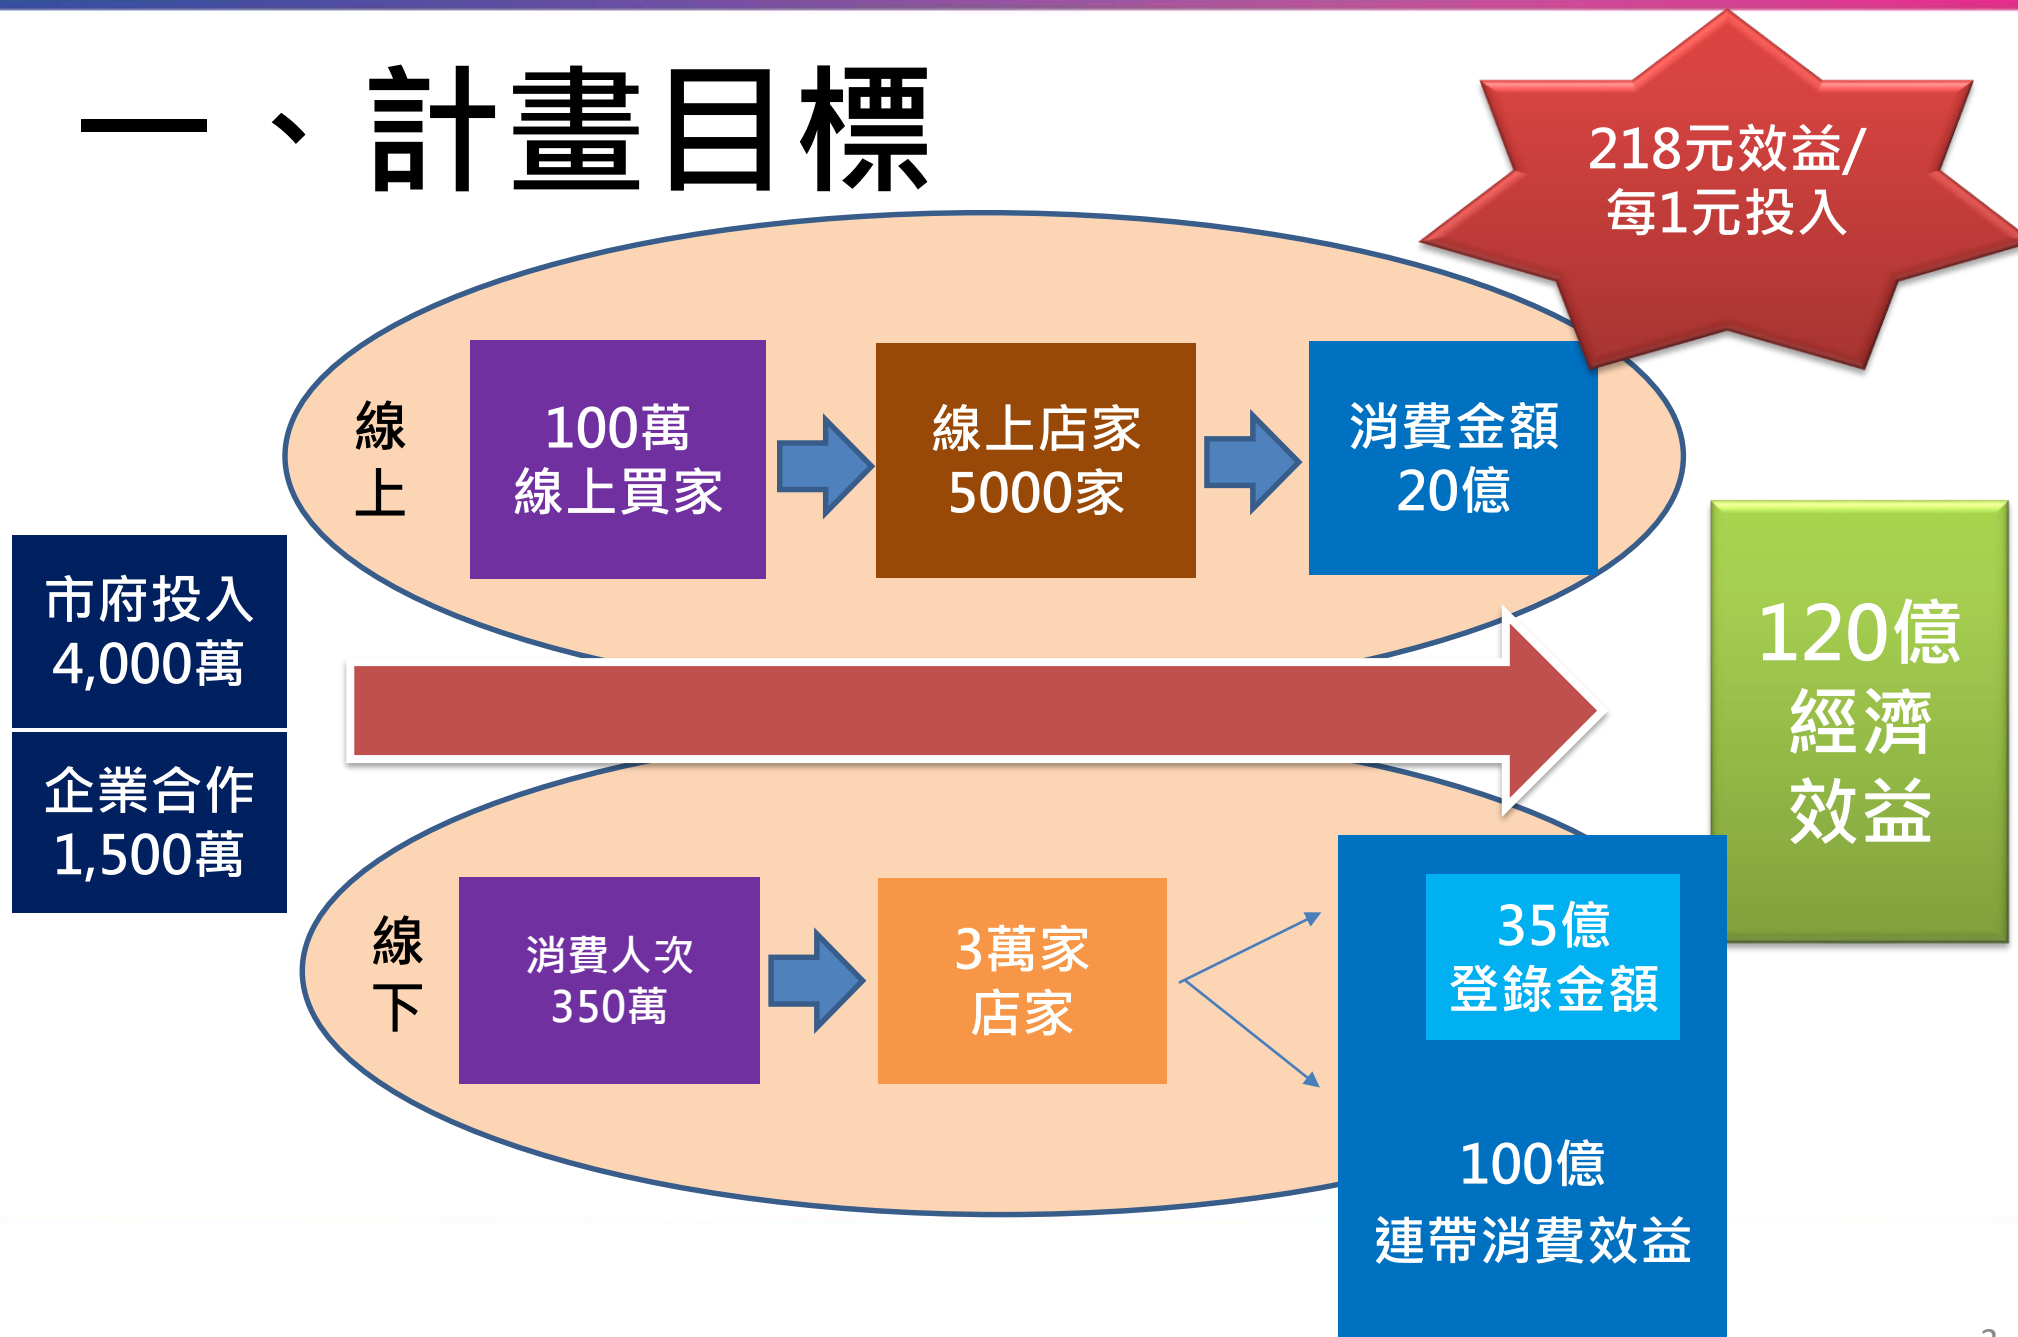 一、計畫目標
218元效益/
每1元投入
線
上
100萬
線上買家
線上店家
5000家
消費金額
20億
市府投入
4,000萬
企業合作
1,500萬
120億
經濟
效益
線
下
消費人次
350萬
3萬家
店家
35億
登錄金額
100億
連帶消費效益